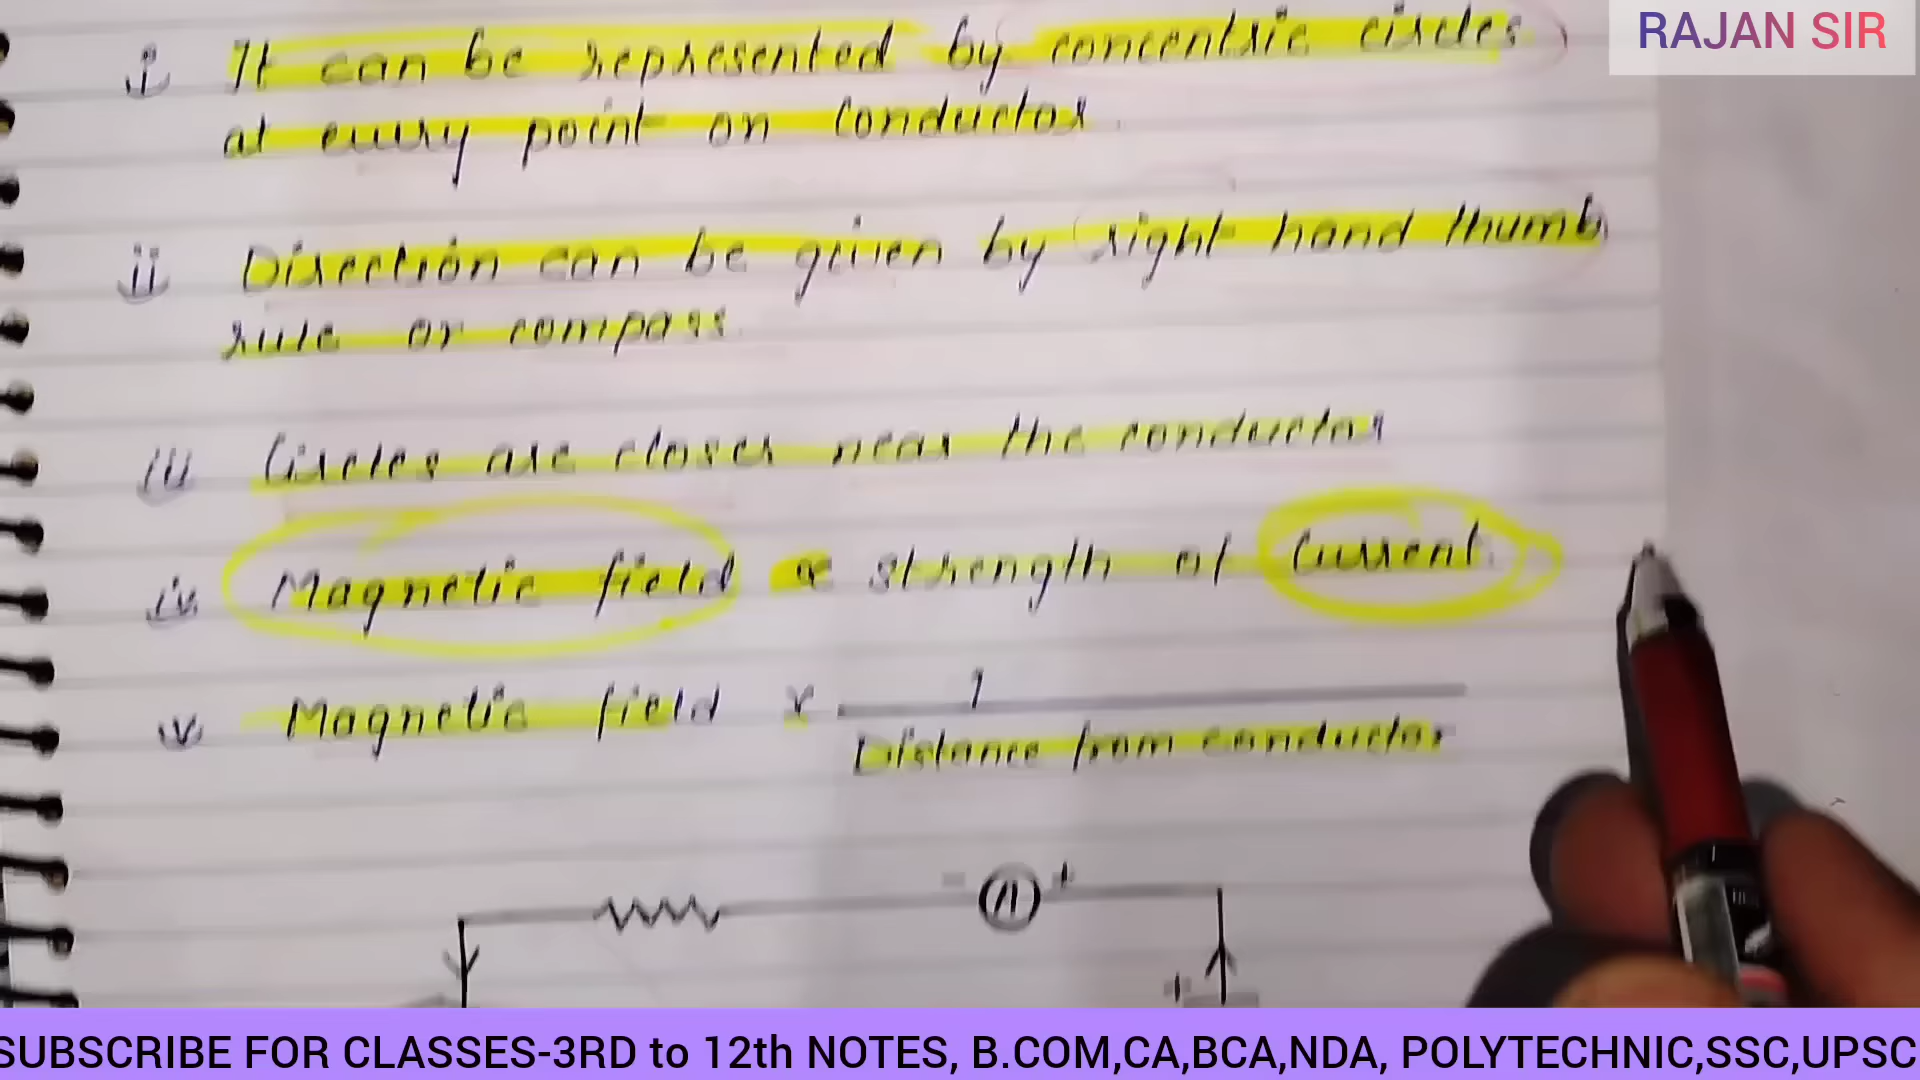 RAJAN SIR
i It can be represented by concentric circles
at every point on conductor.
ii Direction can be given by right hand thumb
rule or compass.
iii Circles are closer near the conductor
iv. Magnetic field ∝ strength of Current.
v. Magnetic field ∝ 1
Distance from conductor
- A +
+
SUBSCRIBE FOR CLASSES-3RD to 12th NOTES, B.COM,CA,BCA,NDA, POLYTECHNIC,SSC,UPSC